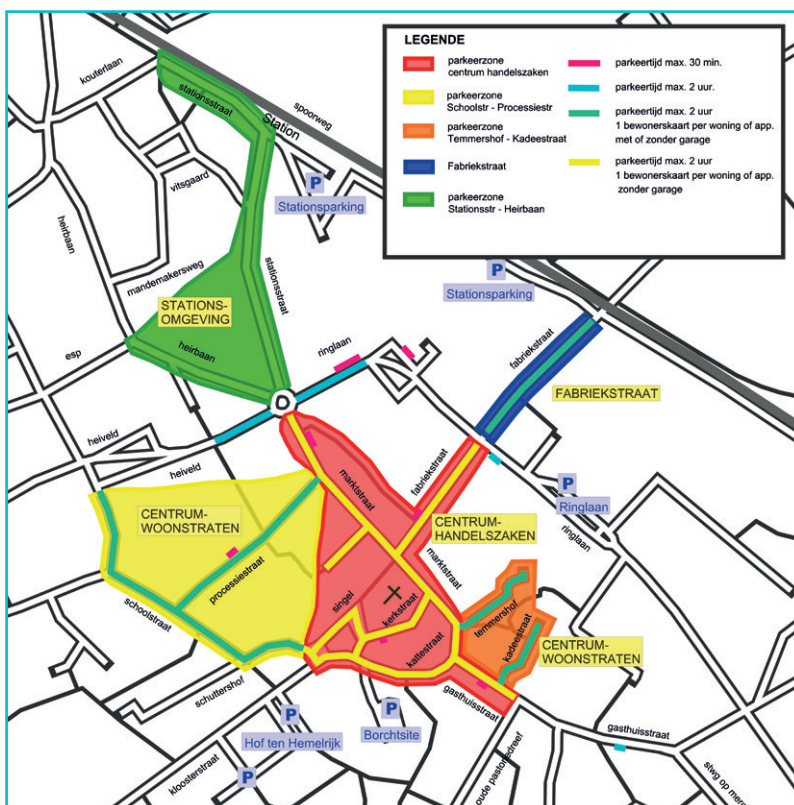 LEGENDE
parkeerzone
centrum handelszaken
parkeerzone
Schoolstr - Processiestr
parkeerzone
Temmershof - Kadeestraat
Fabriekstraat
parkeerzone
Stationsstr - Heirbaan
parkeertijd max. 30 min.
parkeertijd max. 2 uur.
parkeertijd max. 2 uur
1 bewonerskaart per woning of app.
met of zonder garage
parkeertijd max. 2 uur
1 bewonerskaart per woning of app.
zonder garage
kouterlaan
stationsstraat
spoorweg
Station
P
Stationsparking
vitsgaard
heirbaan
mandemakersweg
stationsstraat
P
Stationsparking
STATIONS-
OMGEVING
esp
heirbaan
ringlaan
fabriekstraat
FABRIEKSTRAAT
heiveld
heiveld
marktstraat
fabriekstraat
P
Ringlaan
ringlaan
CENTRUM-
WOONSTRATEN
CENTRUM-
HANDELSZAKEN
processiestraat
marktstraat
schoolstraat
singel
kerkstraat
temmershof
kadeestraat
CENTRUM-
WOONSTRATEN
kattestraat
gasthuisstraat
schuttershof
P
Hof ten Hemelrijk
P
Borchtsite
kloosterstraat
P
oude pastoriedreef
gasthuisstraat
stwg op mer